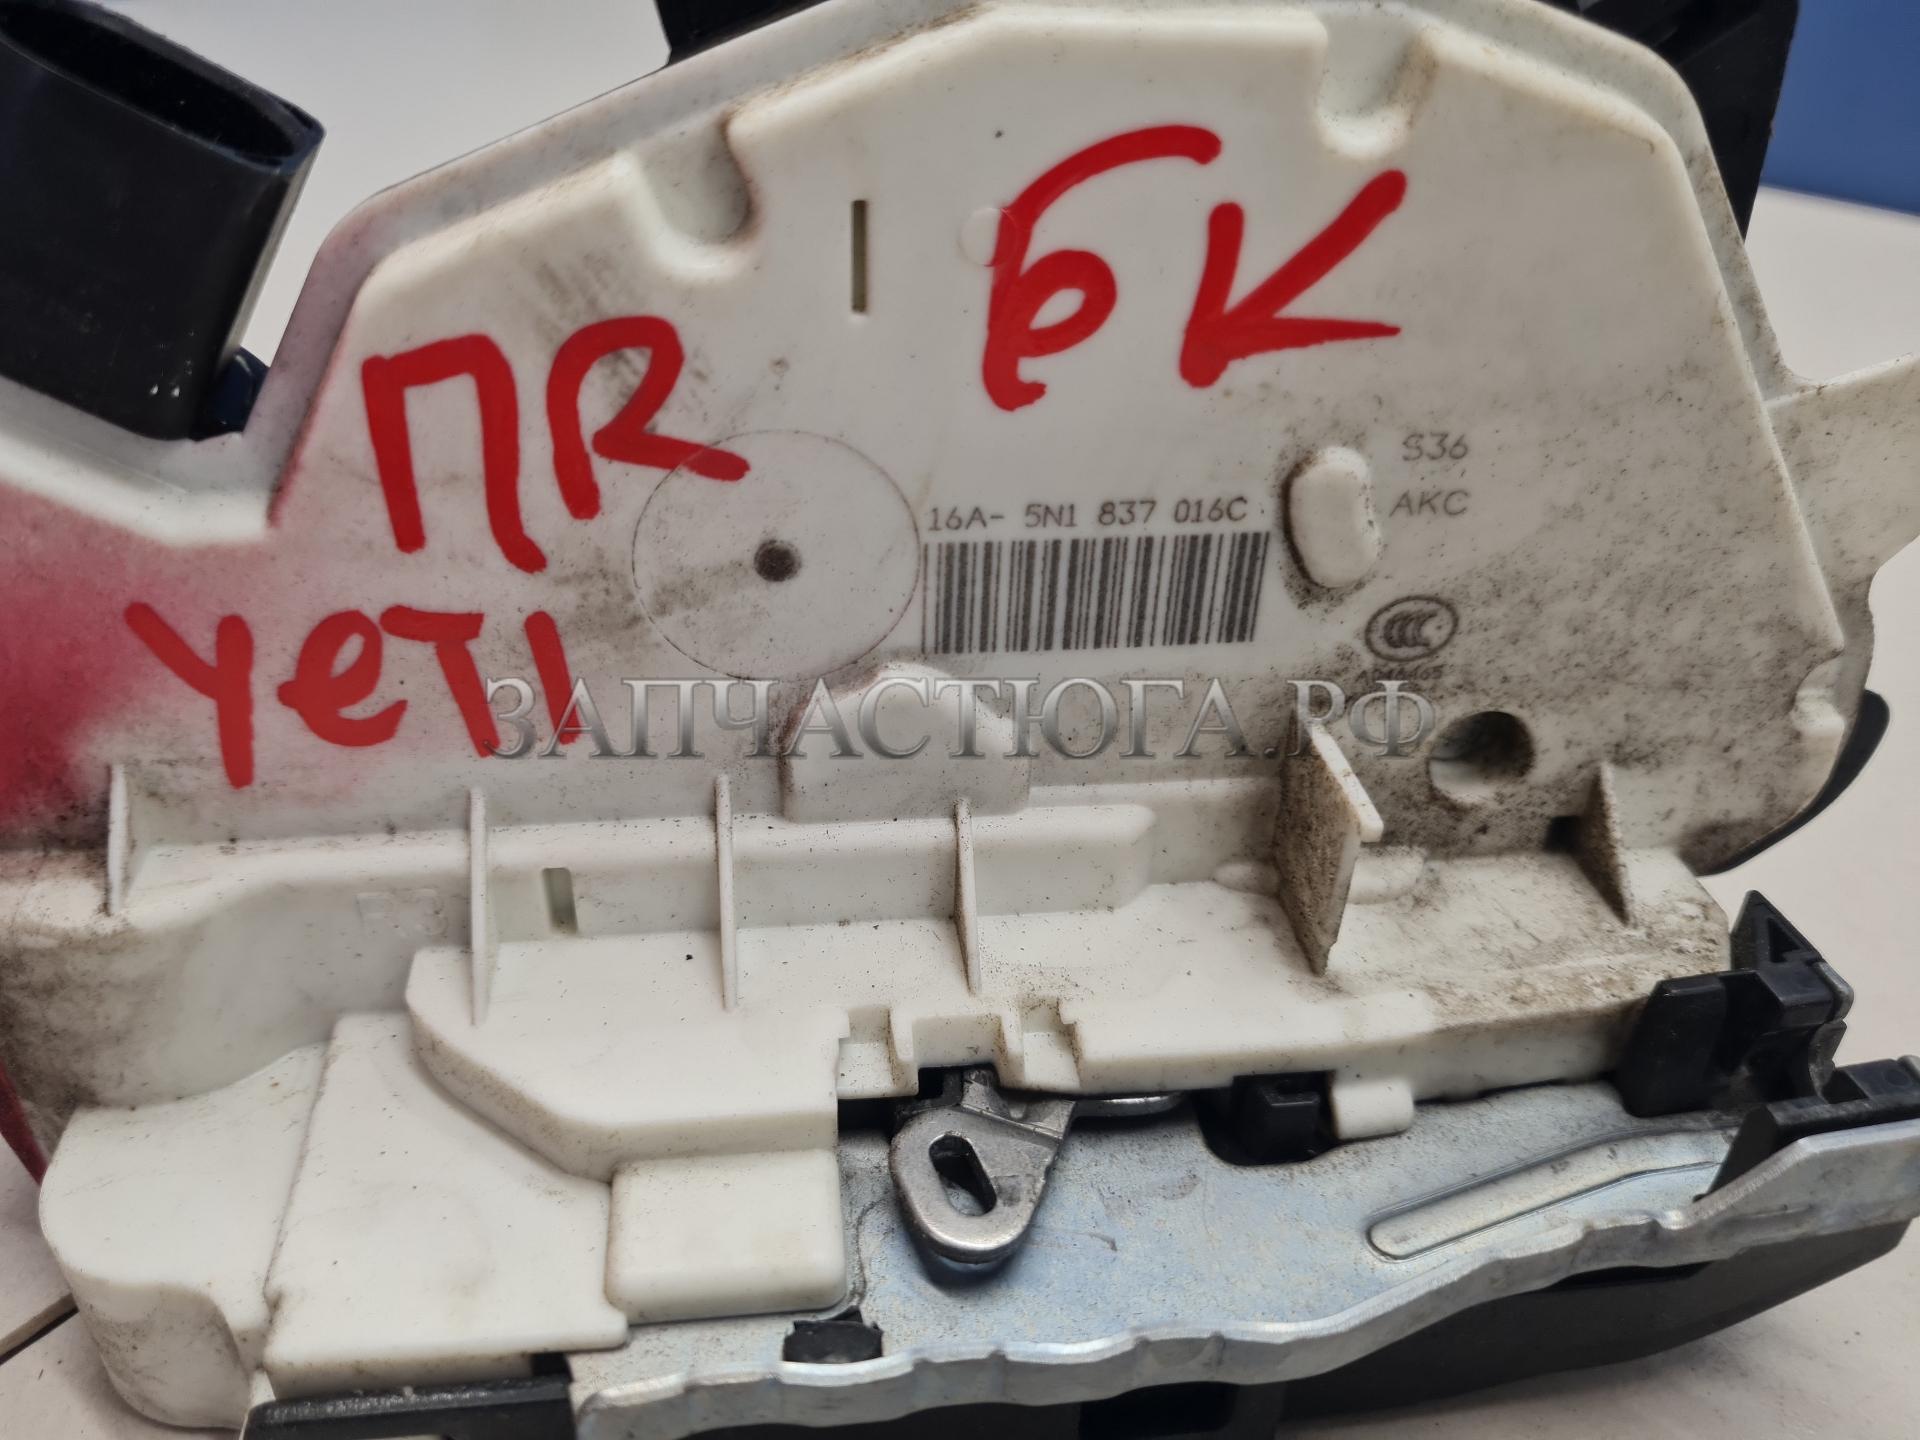 БК
ПR
YeTI
S36
AKC
16A- 5N1 837 016C
ЗАПЧАСТЮГА.РФ